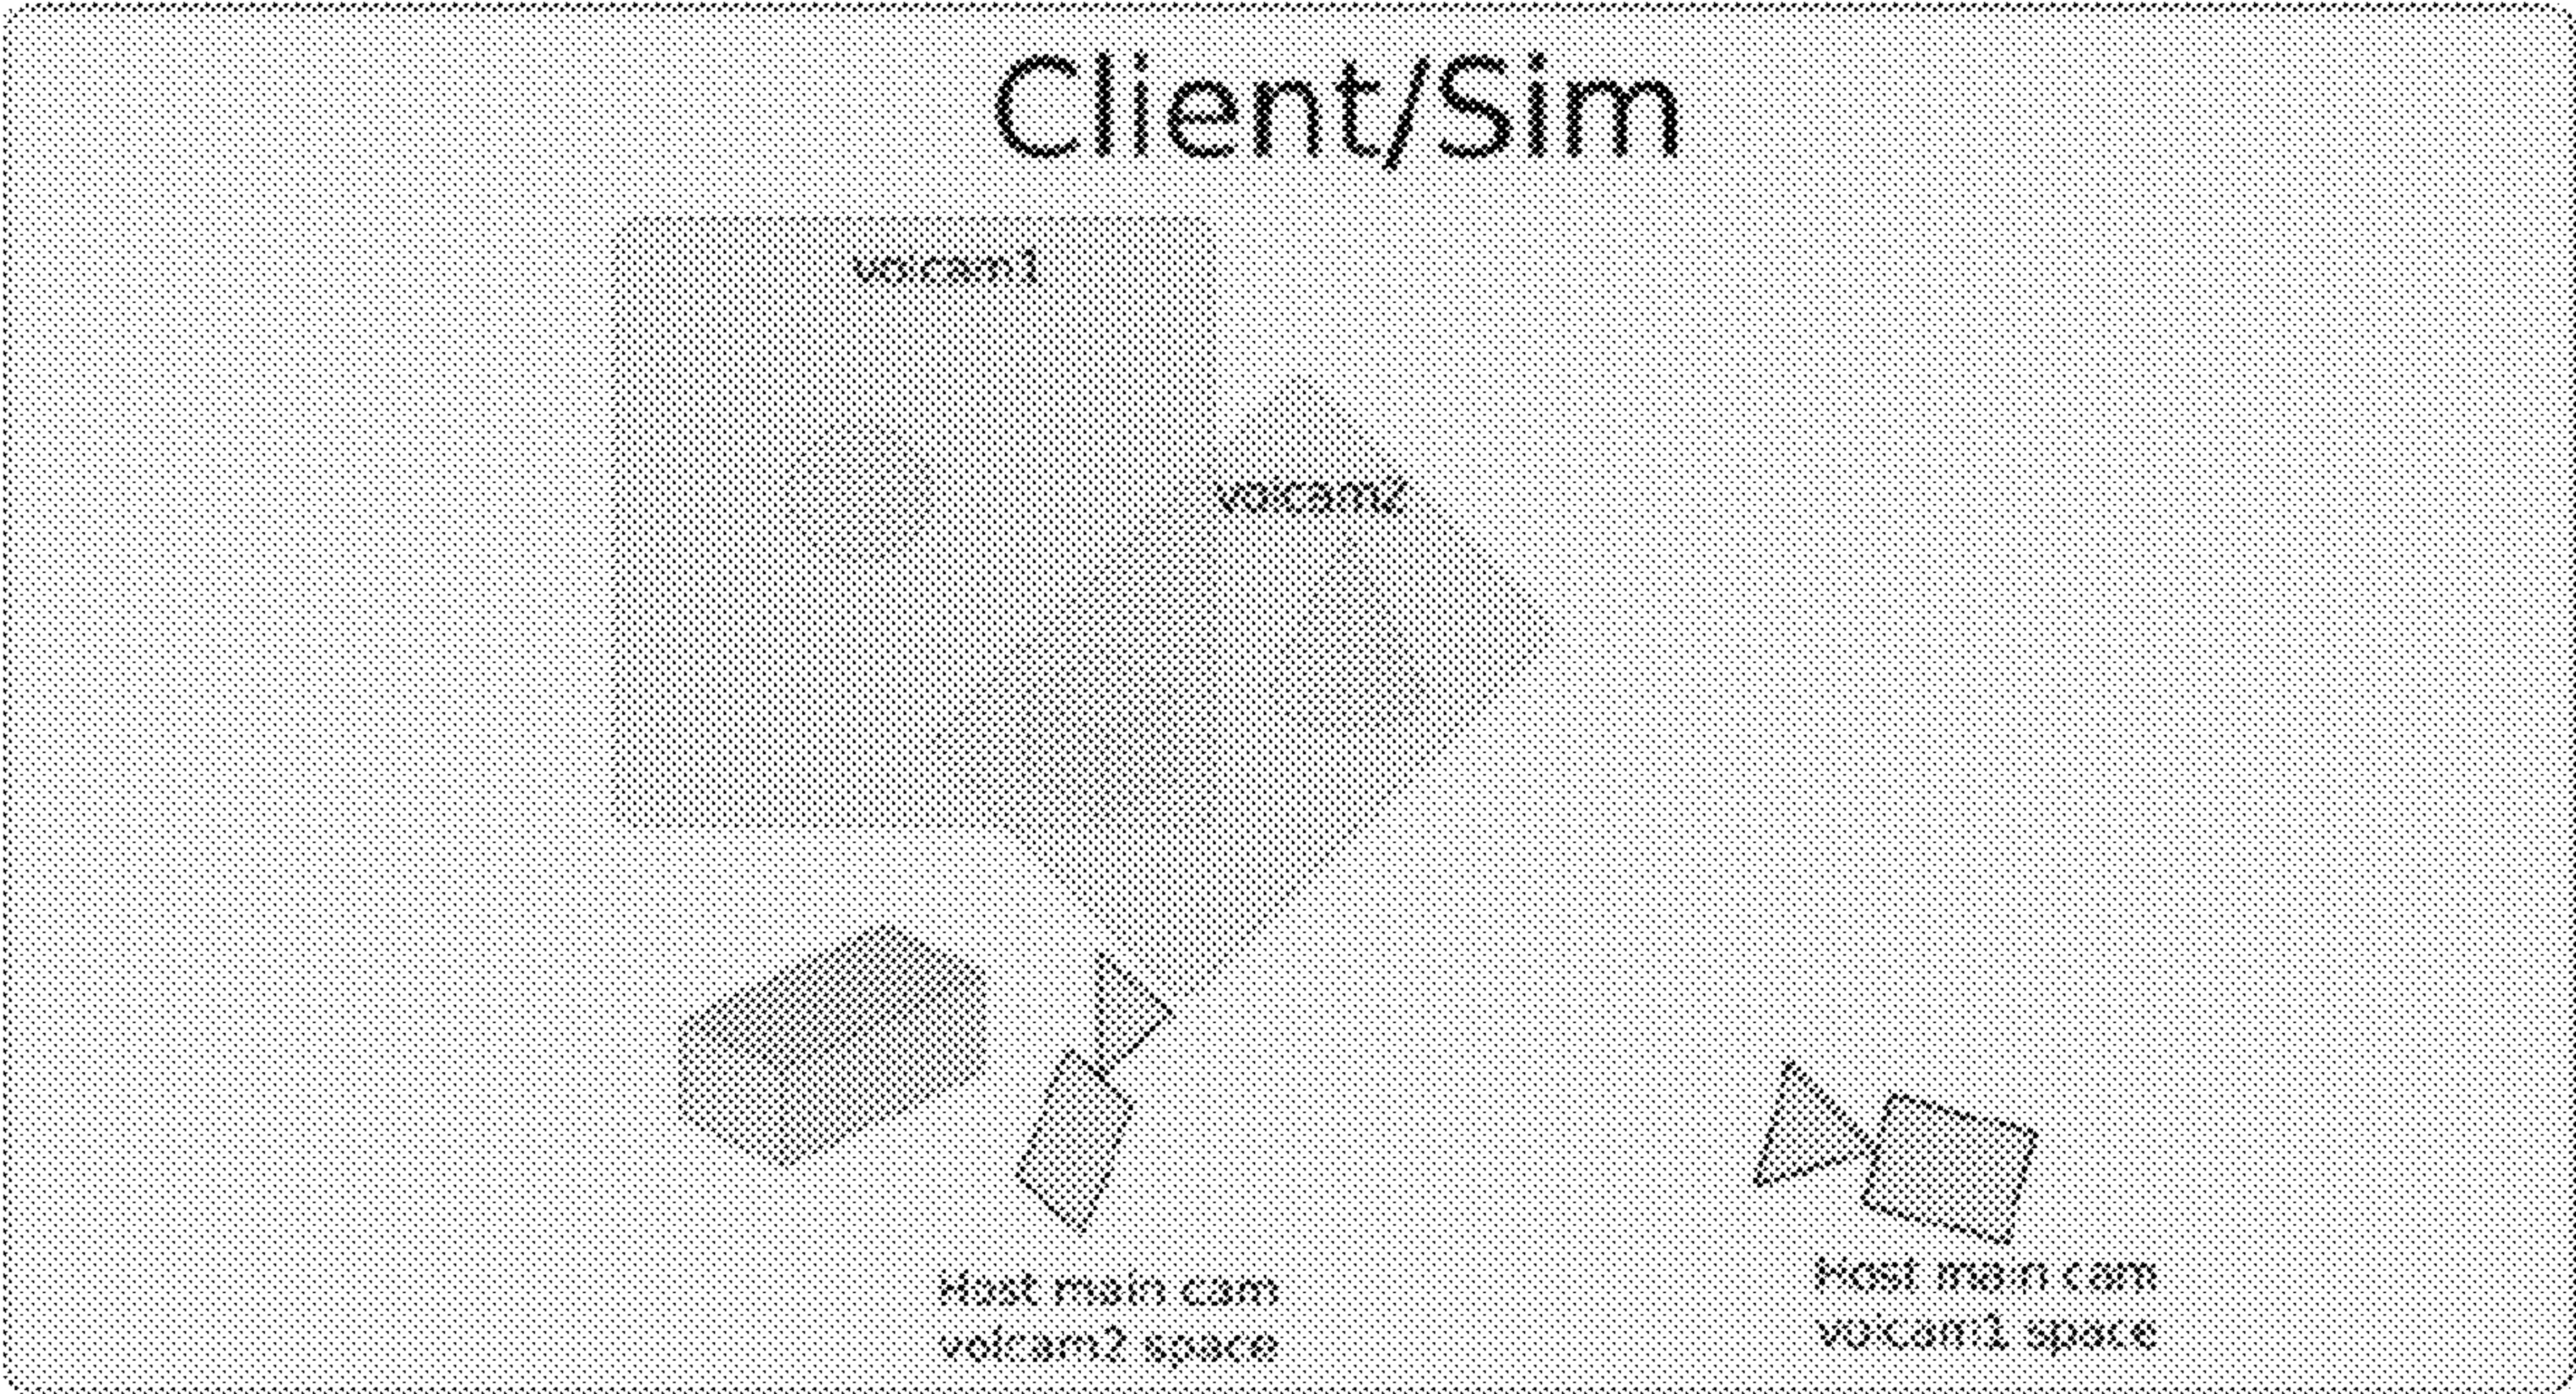 Client/Sim
volcam1
volcam2
Host main cam
volcam2 space
Host main cam
volcam1 space